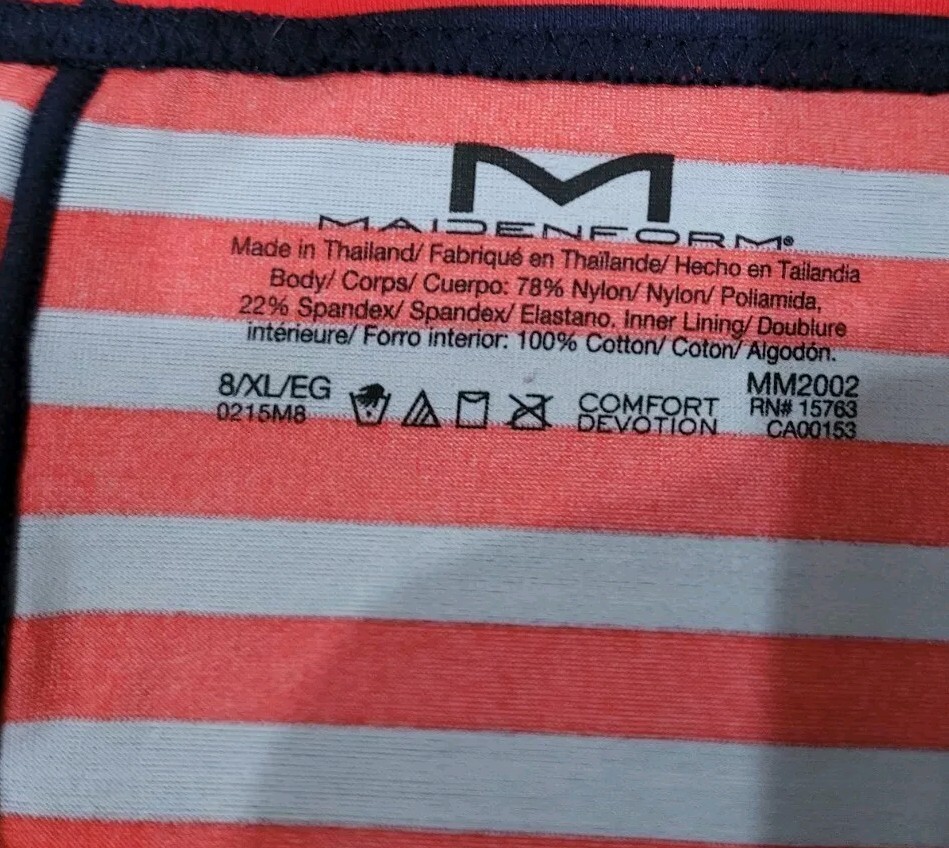 M
MAIDENFORM®
Made in Thailand/ Fabriqué en Thaïlande/ Hecho en Tailandia
Body/ Corps/ Cuerpo: 78% Nylon/ Nylon/ Poliamida,
22% Spandex/ Spandex/ Elastano. Inner Lining/ Doublure
intérieure/ Forro interior: 100% Cotton/ Coton/ Algodón.
8/XL/EG
0215M8
COMFORT
DEVOTION
MM2002
RN# 15763
CA00153